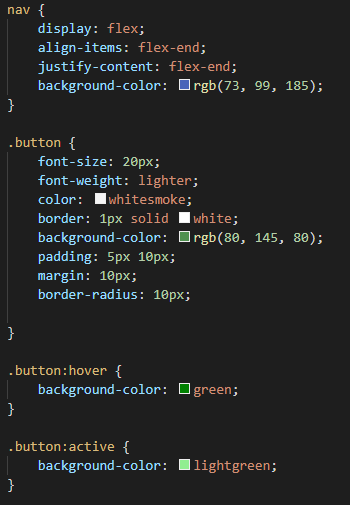 nav {
    display: flex;
    align-items: flex-end;
    justify-content: flex-end;
    background-color: rgb(73, 99, 185);
}

.button {
    font-size: 20px;
    font-weight: lighter;
    color: whitesmoke;
    border: 1px solid white;
    background-color: rgb(80, 145, 80);
    padding: 5px 10px;
    margin: 10px;
    border-radius: 10px;

}

.button:hover {
    background-color: green;
}

.button:active {
    background-color: lightgreen;
}